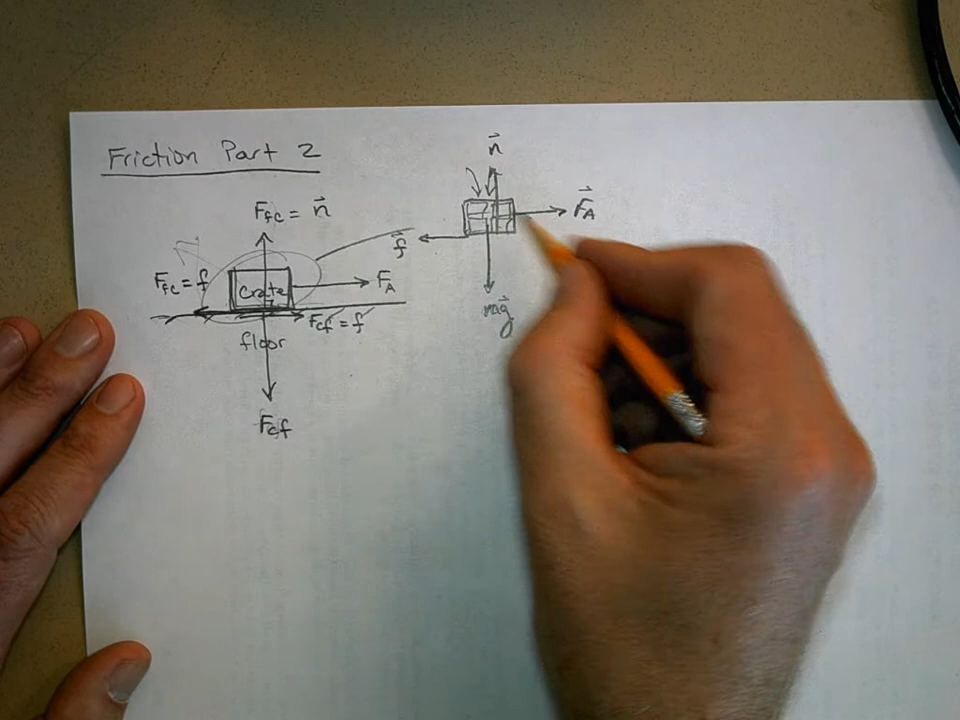 Friction Part 2
F_fc = n⃗
F_fc = f
crate
F_A
F_cf = f
floor
F_cf
n⃗
f⃗
F⃗_A
mg⃗